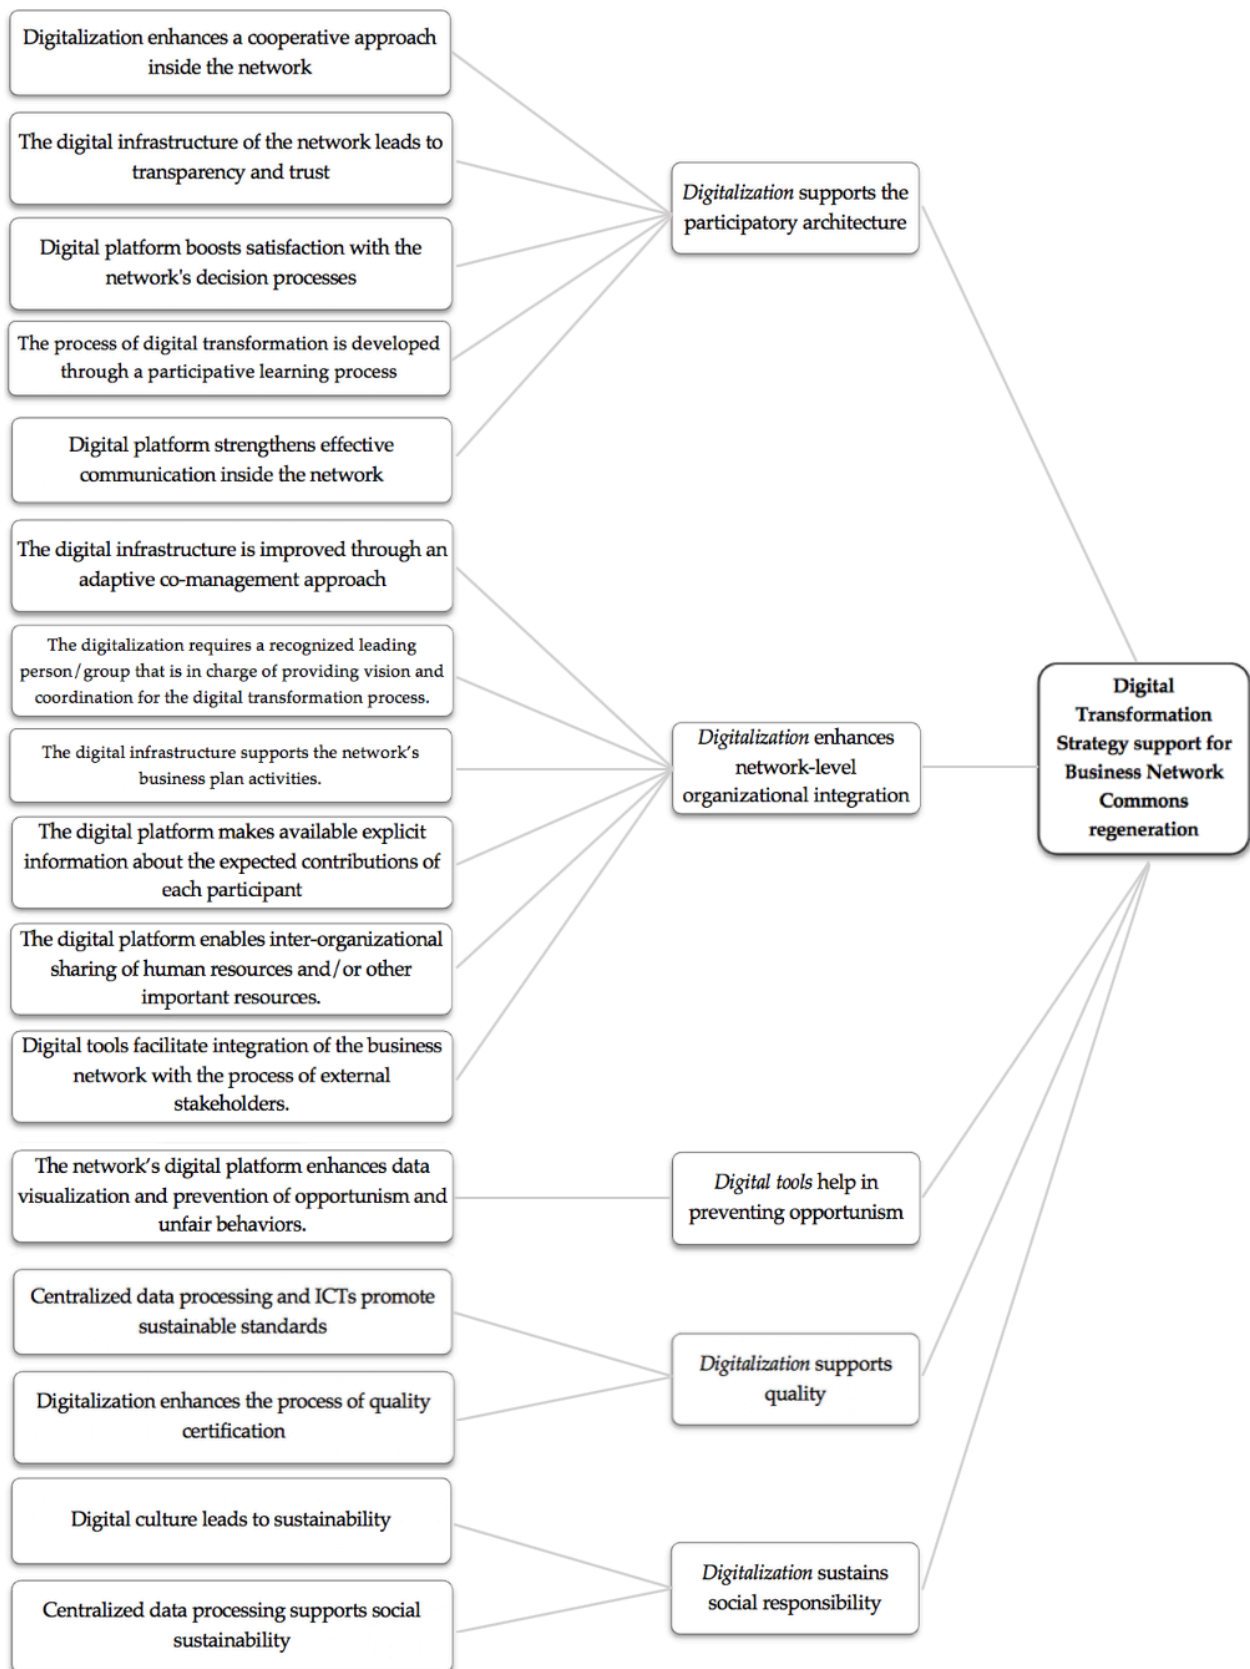 Digitalization enhances a cooperative approach
inside the network
The digital infrastructure of the network leads to
transparency and trust
Digital platform boosts satisfaction with the
network's decision processes
The process of digital transformation is developed
through a participative learning process
Digital platform strengthens effective
communication inside the network
The digital infrastructure is improved through an
adaptive co-management approach
The digitalization requires a recognized leading
person/group that is in charge of providing vision and
coordination for the digital transformation process.
The digital infrastructure supports the network’s
business plan activities.
The digital platform makes available explicit
information about the expected contributions of
each participant
The digital platform enables inter-organizational
sharing of human resources and/or other
important resources.
Digital tools facilitate integration of the business
network with the process of external
stakeholders.
The network’s digital platform enhances data
visualization and prevention of opportunism and
unfair behaviors.
Centralized data processing and ICTs promote
sustainable standards
Digitalization enhances the process of quality
certification
Digital culture leads to sustainability
Centralized data processing supports social
sustainability
Digitalization supports the
participatory architecture
Digitalization enhances
network-level
organizational integration
Digital tools help in
preventing opportunism
Digitalization supports
quality
Digitalization sustains
social responsibility
Digital
Transformation
Strategy support for
Business Network
Commons
regeneration